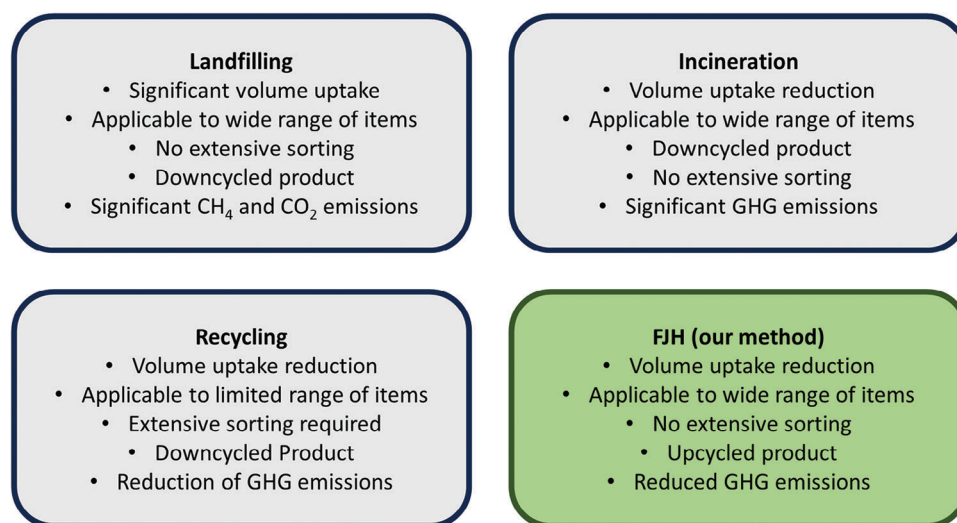 Landfilling
• Significant volume uptake
• Applicable to wide range of items
• No extensive sorting
• Downcycled product
• Significant CH₄ and CO₂ emissions
Incineration
• Volume uptake reduction
• Applicable to wide range of items
• Downcycled product
• No extensive sorting
• Significant GHG emissions
Recycling
• Volume uptake reduction
• Applicable to limited range of items
• Extensive sorting required
• Downcycled Product
• Reduction of GHG emissions
FJH (our method)
• Volume uptake reduction
• Applicable to wide range of items
• No extensive sorting
• Upcycled product
• Reduced GHG emissions